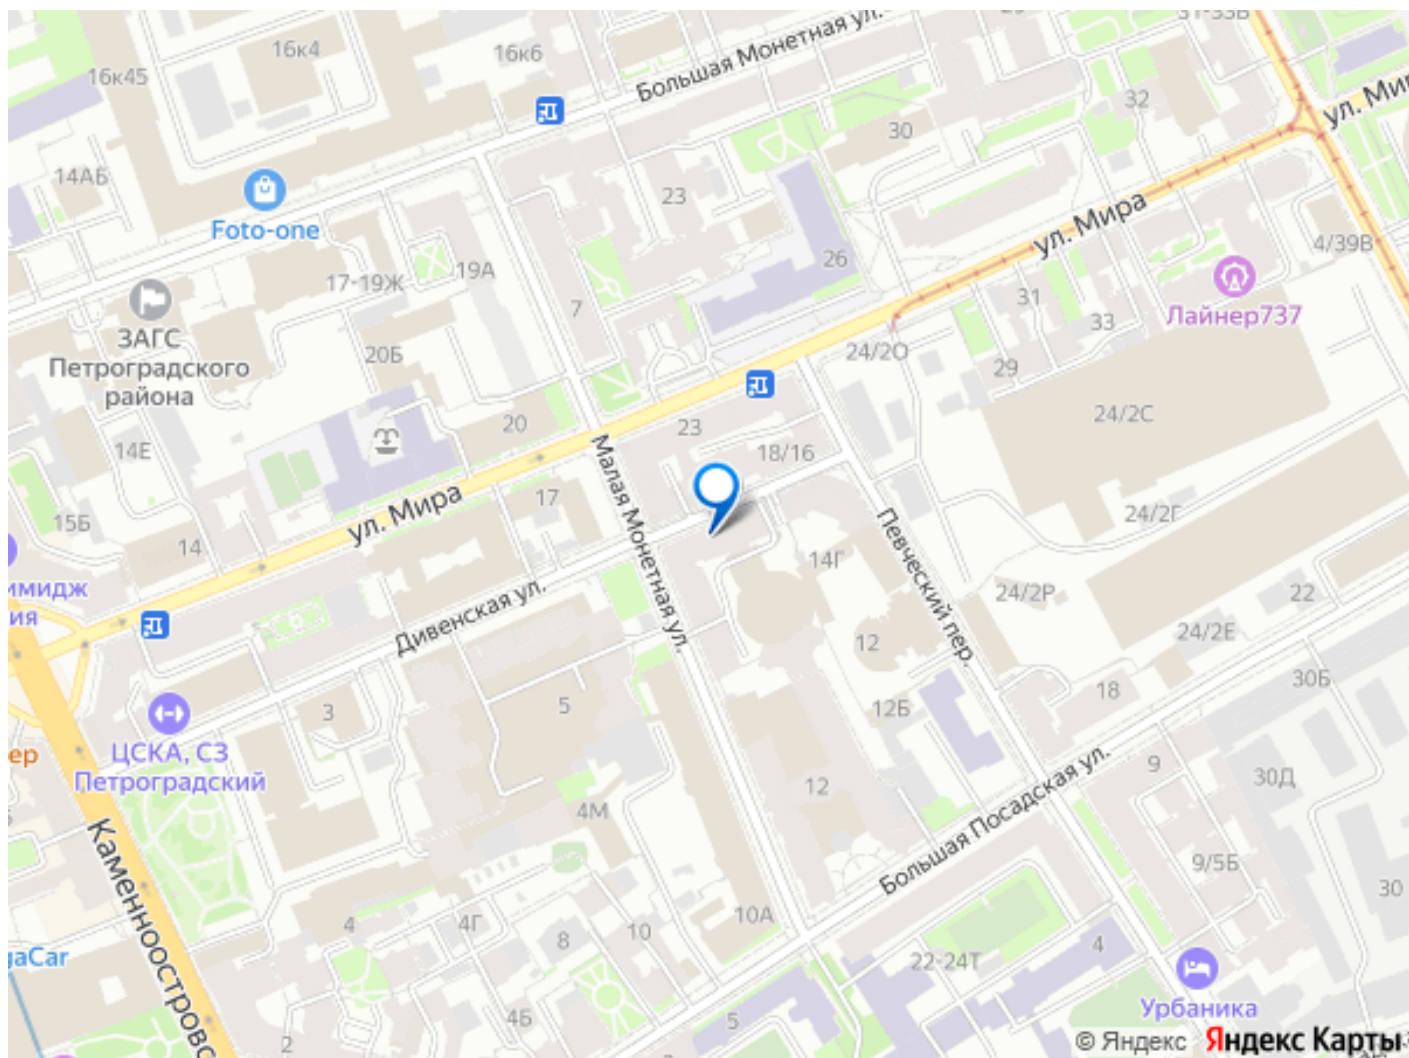 31-33В
Большая Монетная ул.
16к4
16к6
16к45
32
ул. Мира
30
14АБ
Foto-one
23
ул. Мира
4/39В
26
19А
17-19Ж
7
31
33
Лайнер737
ЗАГС
Петроградского
района
20Б
24/2О
29
24/2С
20
23
18/16
14Е
Малая Монетная ул.
17
ул. Мира
15Б
14
24/2Г
Певческий пер.
14Г
имидж
ия
Дивенская ул.
24/2Р
22
24/2Е
12
30Б
18
12Б
3
5
ер
ЦСКА, СЗ
Петроградский
9
30Д
12
4М
Большая Посадская ул.
Каменноостровс
9/5Б
30
10А
4
4Г
8
10
4
22-24Т
gaCar
Урбаника
4Б
5
2
© Яндекс Яндекс Карты